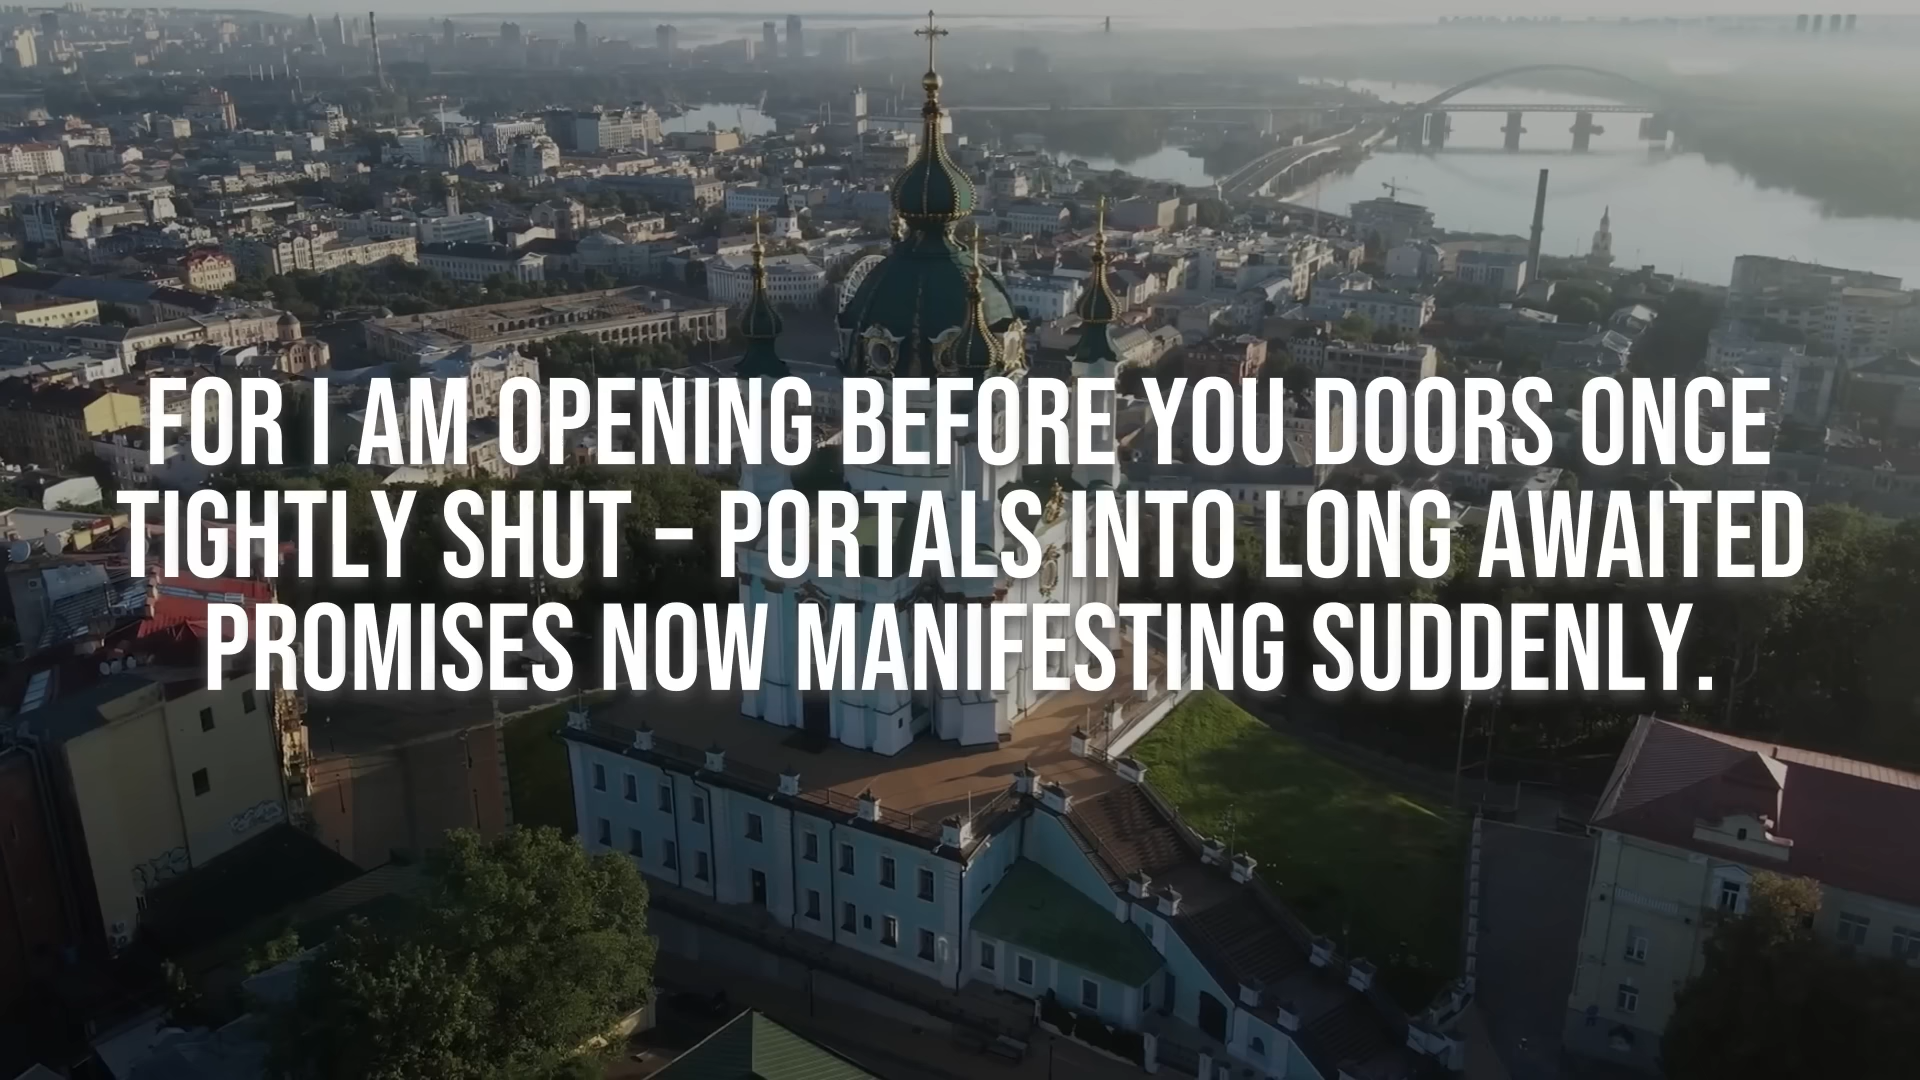 FOR I AM OPENING BEFORE YOU DOORS ONCE
TIGHTLY SHUT – PORTALS INTO LONG AWAITED
PROMISES NOW MANIFESTING SUDDENLY.